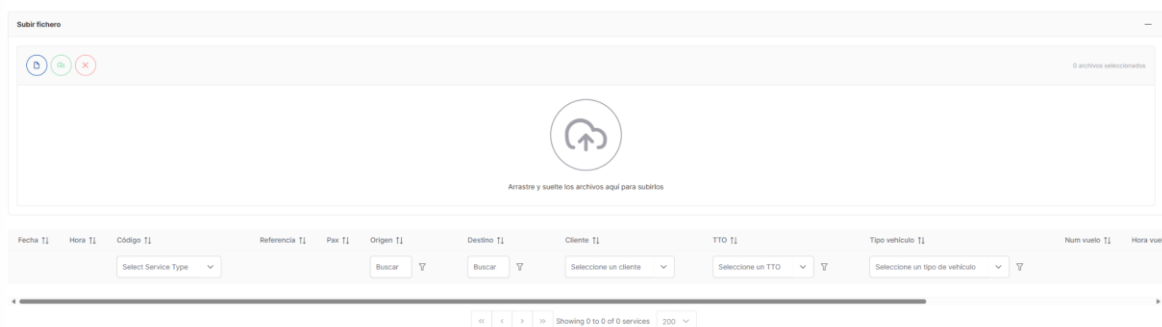 Subir fichero
0 archivos seleccionados
Arrastre y suelte los archivos aquí para subirlos
Fecha Hora Código Referencia Pax Origen Destino Cliente TTO Tipo vehículo Num vuelo Hora vue
Select Service Type Buscar Buscar Seleccione un cliente Seleccione un TTO Seleccione un tipo de vehículo
Showing 0 to 0 of 0 services 200